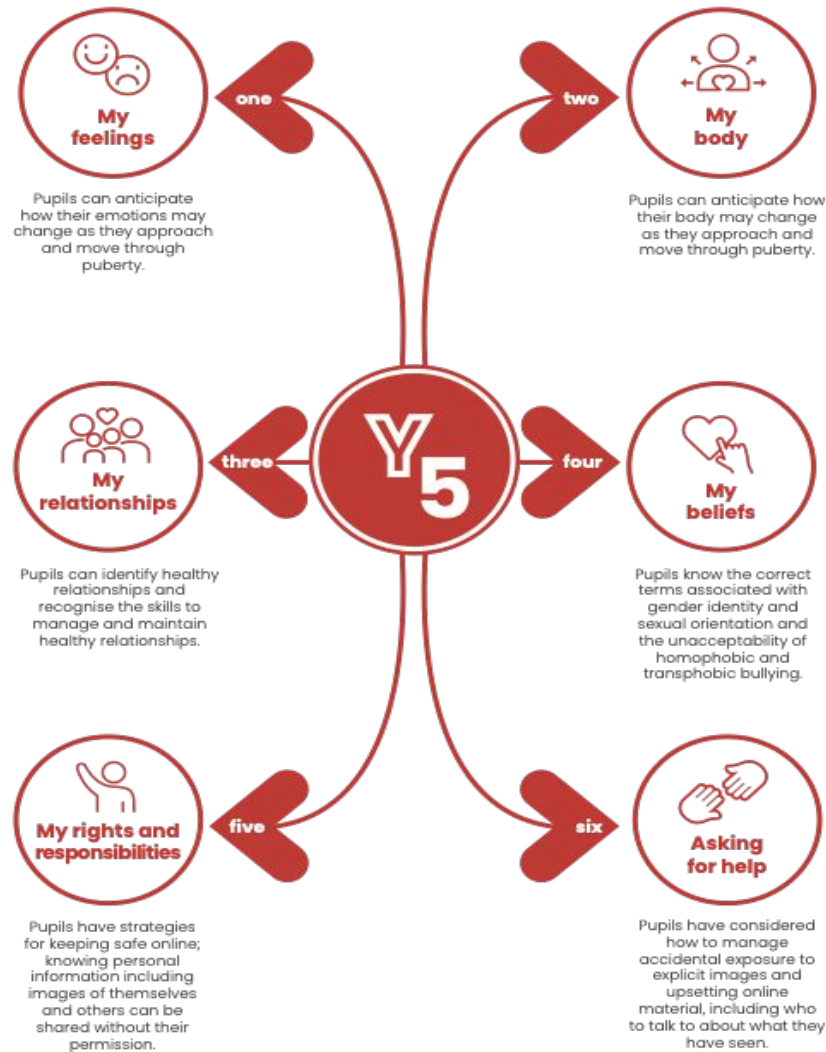 one
My
feelings
Pupils can anticipate
how their emotions may
change as they approach
and move through
puberty.
two
My
body
Pupils can anticipate how
their body may change
as they approach and
move through puberty.
Y5
three
My
relationships
Pupils can identify healthy
relationships and
recognise the skills to
manage and maintain
healthy relationships.
four
My
beliefs
Pupils know the correct
terms associated with
gender identity and
sexual orientation and
the unacceptability of
homophobic and
transphobic bullying.
five
My rights and
responsibilities
Pupils have strategies
for keeping safe online;
knowing personal
information including
images of themselves
and others can be
shared without their
permission.
six
Asking
for help
Pupils have considered
how to manage
accidental exposure to
explicit images and
upsetting online
material, including who
to talk to about what they
have seen.